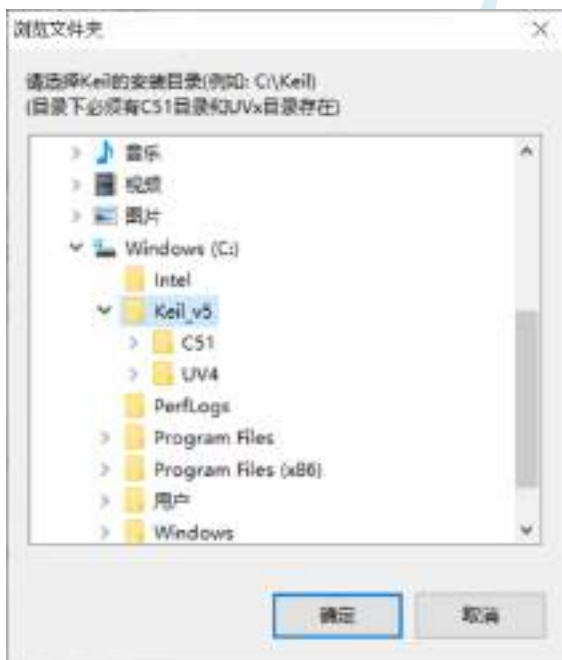 浏览文件夹
请选择Keil的安装目录(例如: C:\Keil)
(目录下必须有C51目录和UVx目录存在)
音乐
视频
图片
Windows (C:)
Intel
Keil_v5
C51
UV4
PerfLogs
Program Files
Program Files (x86)
用户
Windows
确定
取消